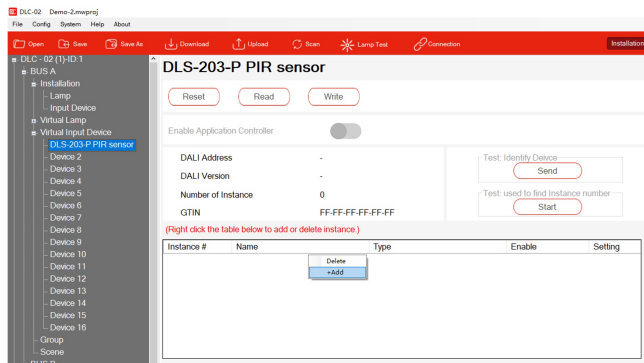 DLC-02 Demo-2.mwproj
File Config System Help About
Open Save Save As Download Upload Scan Lamp Test Connection Installation
DLC - 02 (1)-ID:1
BUS A
Installation
Lamp
Input Device
Virtual Lamp
Virtual Input Device
DLS-203-P PIR sensor
Device 2
Device 3
Device 4
Device 5
Device 6
Device 7
Device 8
Device 9
Device 10
Device 11
Device 12
Device 13
Device 14
Device 15
Device 16
Group
Scene
DLS-203-P PIR sensor
Reset Read Write
Enable Application Controller
DALI Address -
DALI Version -
Number of Instance 0
GTIN FF-FF-FF-FF-FF-FF
Test: Identify Deivce
Send
Test: used to find Instance number
Start
(Right click the table below to add or delete instance.)
Instance # Name Type Enable Setting
Delete
+Add